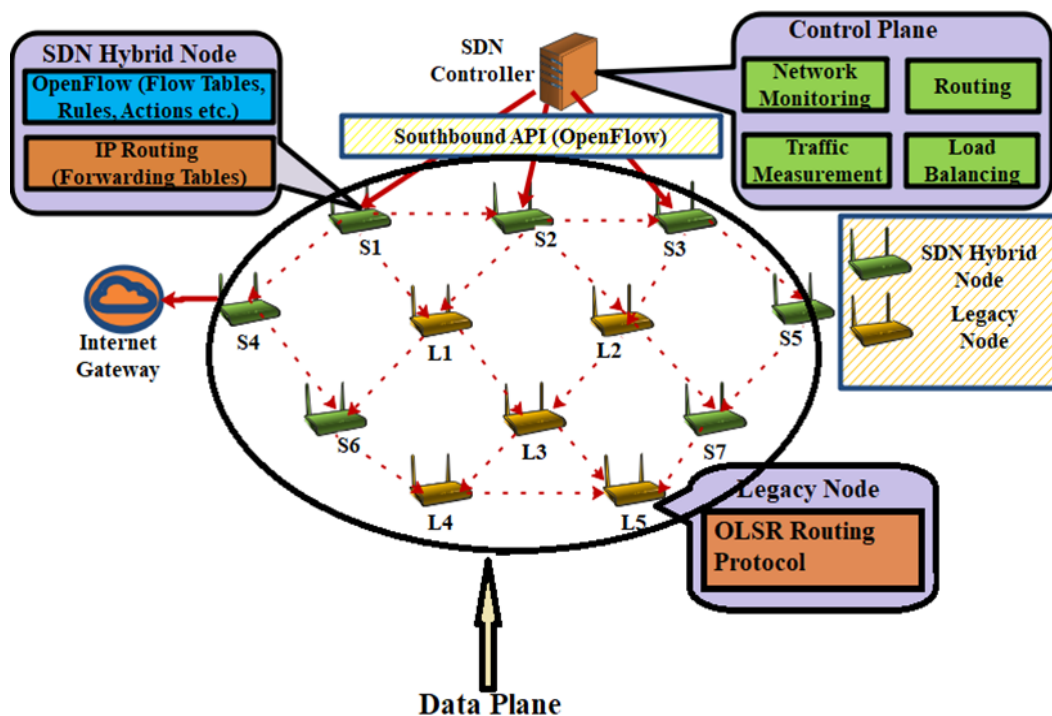 SDN Hybrid Node
OpenFlow (Flow Tables,
Rules, Actions etc.)
IP Routing
(Forwarding Tables)
SDN
Controller
Control Plane
Network
Monitoring
Routing
Traffic
Measurement
Load
Balancing
Southbound API (OpenFlow)
S1
S2
S3
SDN Hybrid
Node
Legacy
Node
Internet
Gateway
S4
L1
L2
S5
S6
L3
S7
L4
L5
Legacy Node
OLSR Routing
Protocol
Data Plane